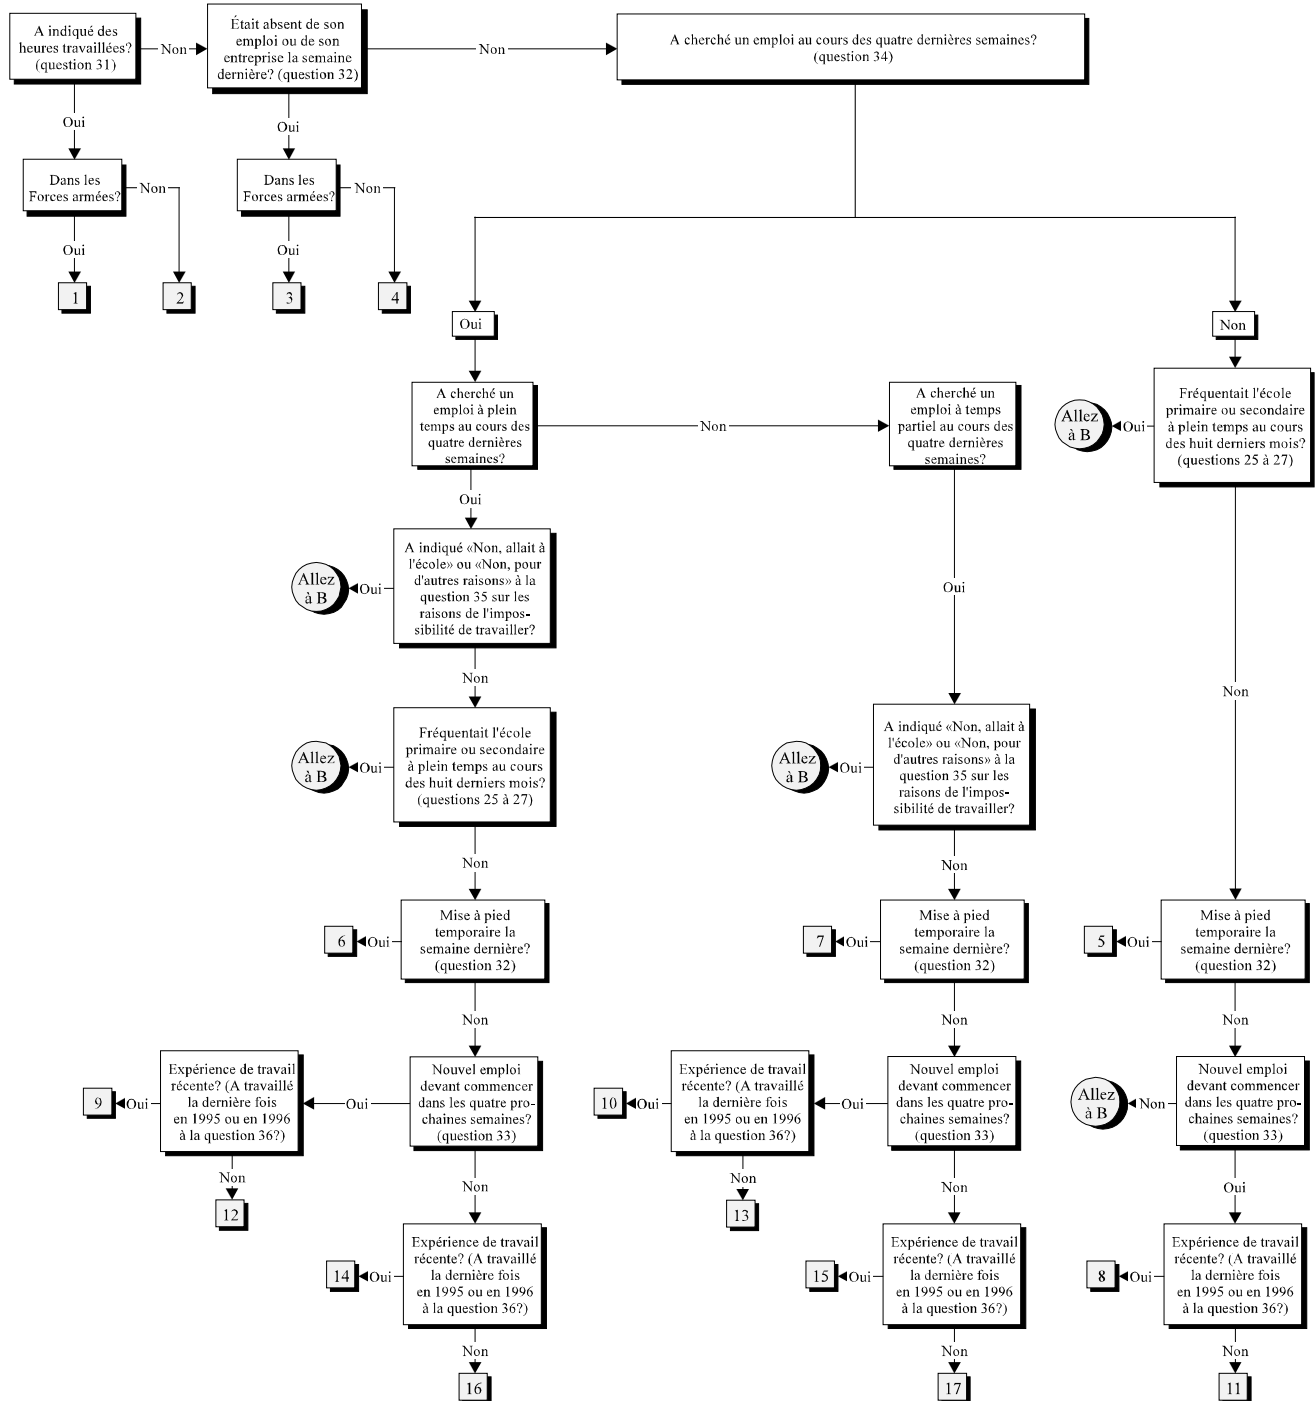 A indiqué des
heures travaillées?
(question 31)
Non
Était absent de son
emploi ou de son
entreprise la semaine
dernière? (question 32)
Non
A cherché un emploi au cours des quatre dernières semaines?
(question 34)
Oui
Oui
Dans les
Forces armées?
Non
Dans les
Forces armées?
Non
Oui
Oui
1
2
3
4
Oui
Non
A cherché un
emploi à plein
temps au cours des
quatre dernières
semaines?
Non
A cherché un
emploi à temps
partiel au cours des
quatre dernières
semaines?
Allez
à B
Oui
Fréquentait l'école
primaire ou secondaire
à plein temps au cours
des huit derniers mois?
(questions 25 à 27)
Oui
Allez
à B
Oui
A indiqué «Non, allait à
l'école» ou «Non, pour
d'autres raisons» à la
question 35 sur les
raisons de l'impos-
sibilité de travailler?
Oui
Non
Non
Allez
à B
Oui
Fréquentait l'école
primaire ou secondaire
à plein temps au cours
des huit derniers mois?
(questions 25 à 27)
Allez
à B
Oui
A indiqué «Non, allait à
l'école» ou «Non, pour
d'autres raisons» à la
question 35 sur les
raisons de l'impos-
sibilité de travailler?
Non
Non
6
Oui
Mise à pied
temporaire la
semaine dernière?
(question 32)
7
Oui
Mise à pied
temporaire la
semaine dernière?
(question 32)
5
Oui
Mise à pied
temporaire la
semaine dernière?
(question 32)
Non
Non
Non
9
Oui
Expérience de travail
récente? (A travaillé
la dernière fois
en 1995 ou en 1996
à la question 36?)
Oui
Nouvel emploi
devant commencer
dans les quatre pro-
chaines semaines?
(question 33)
10
Oui
Expérience de travail
récente? (A travaillé
la dernière fois
en 1995 ou en 1996
à la question 36?)
Oui
Nouvel emploi
devant commencer
dans les quatre pro-
chaines semaines?
(question 33)
Allez
à B
Non
Nouvel emploi
devant commencer
dans les quatre pro-
chaines semaines?
(question 33)
Non
Non
Non
Non
Oui
12
13
14
Oui
Expérience de travail
récente? (A travaillé
la dernière fois
en 1995 ou en 1996
à la question 36?)
15
Oui
Expérience de travail
récente? (A travaillé
la dernière fois
en 1995 ou en 1996
à la question 36?)
8
Oui
Expérience de travail
récente? (A travaillé
la dernière fois
en 1995 ou en 1996
à la question 36?)
Non
Non
Non
16
17
11